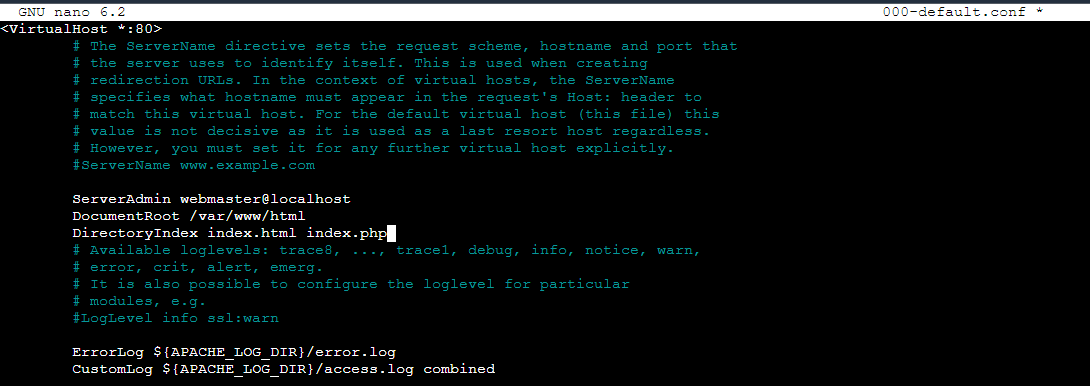 GNU nano 6.2 000-default.conf *
<VirtualHost *:80>
# The ServerName directive sets the request scheme, hostname and port that
# the server uses to identify itself. This is used when creating
# redirection URLs. In the context of virtual hosts, the ServerName
# specifies what hostname must appear in the request's Host: header to
# match this virtual host. For the default virtual host (this file) this
# value is not decisive as it is used as a last resort host regardless.
# However, you must set it for any further virtual host explicitly.
#ServerName www.example.com
ServerAdmin webmaster@localhost
DocumentRoot /var/www/html
DirectoryIndex index.html index.php
# Available loglevels: trace8, ..., trace1, debug, info, notice, warn,
# error, crit, alert, emerg.
# It is also possible to configure the loglevel for particular
# modules, e.g.
#LogLevel info ssl:warn
ErrorLog ${APACHE_LOG_DIR}/error.log
CustomLog ${APACHE_LOG_DIR}/access.log combined